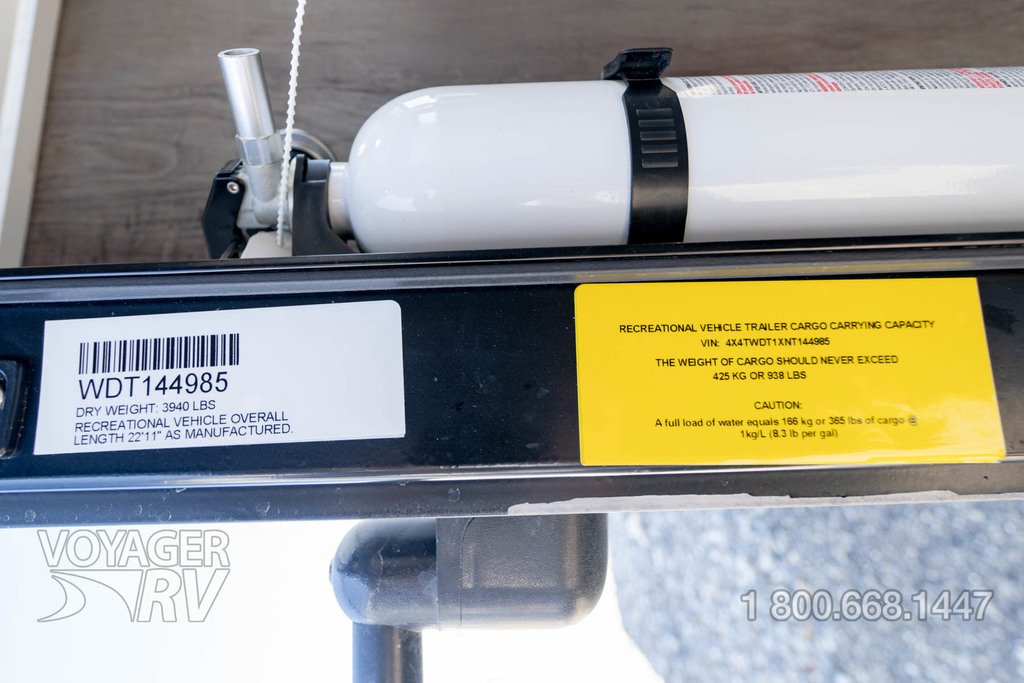 WDT144985
DRY WEIGHT: 3940 LBS
RECREATIONAL VEHICLE OVERALL
LENGTH 22'11" AS MANUFACTURED.
RECREATIONAL VEHICLE TRAILER CARGO CARRYING CAPACITY
VIN: 4X4TWDT1XNT144985
THE WEIGHT OF CARGO SHOULD NEVER EXCEED
425 KG OR 938 LBS
CAUTION:
A full load of water equals 166 kg or 365 lbs of cargo @
1kg/L (8.3 lb per gal)
VOYAGER
RV
1 800.668.1447